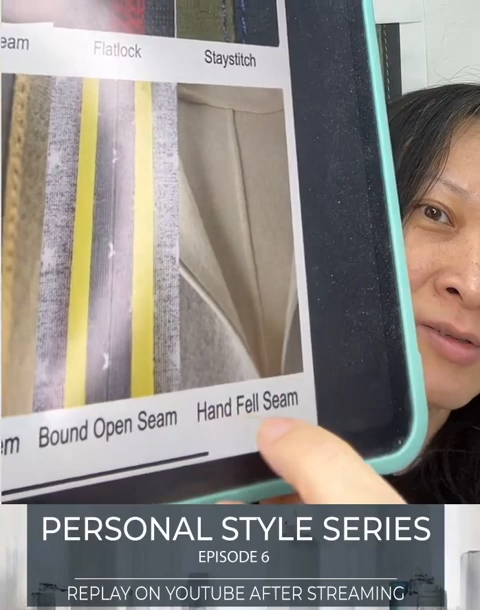 eam
Flatlock
Staystitch
em
Bound Open Seam
Hand Fell Seam
PERSONAL STYLE SERIES
EPISODE 6
REPLAY ON YOUTUBE AFTER STREAMING